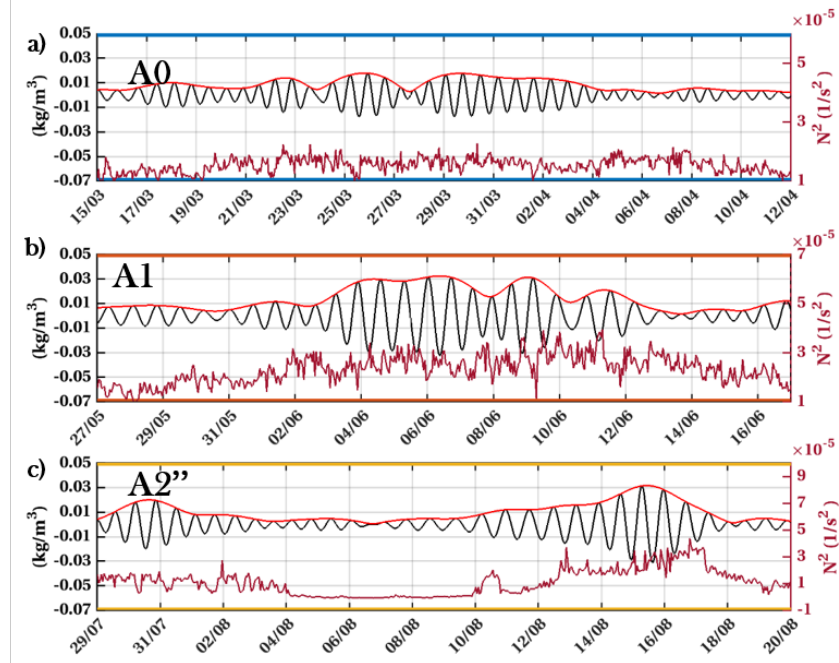 a)
A0
×10⁻⁵
0.05
0.03
0.01
-0.01
-0.03
-0.05
-0.07
(kg/m³)
5
3
1
N² (1/s²)
15/03 17/03 19/03 21/03 23/03 25/03 27/03 29/03 31/03 02/04 04/04 06/04 08/04 10/04 12/04
b)
A1
×10⁻⁵
0.05
0.03
0.01
-0.01
-0.03
-0.05
-0.07
(kg/m³)
7
5
3
1
N² (1/s²)
27/05 29/05 31/05 02/06 04/06 06/06 08/06 10/06 12/06 14/06 16/06
c)
A2”
×10⁻⁵
0.05
0.03
0.01
-0.01
-0.03
-0.05
-0.07
(kg/m³)
9
7
5
3
1
-1
N² (1/s²)
29/07 31/07 02/08 04/08 06/08 08/08 10/08 12/08 14/08 16/08 18/08 20/08